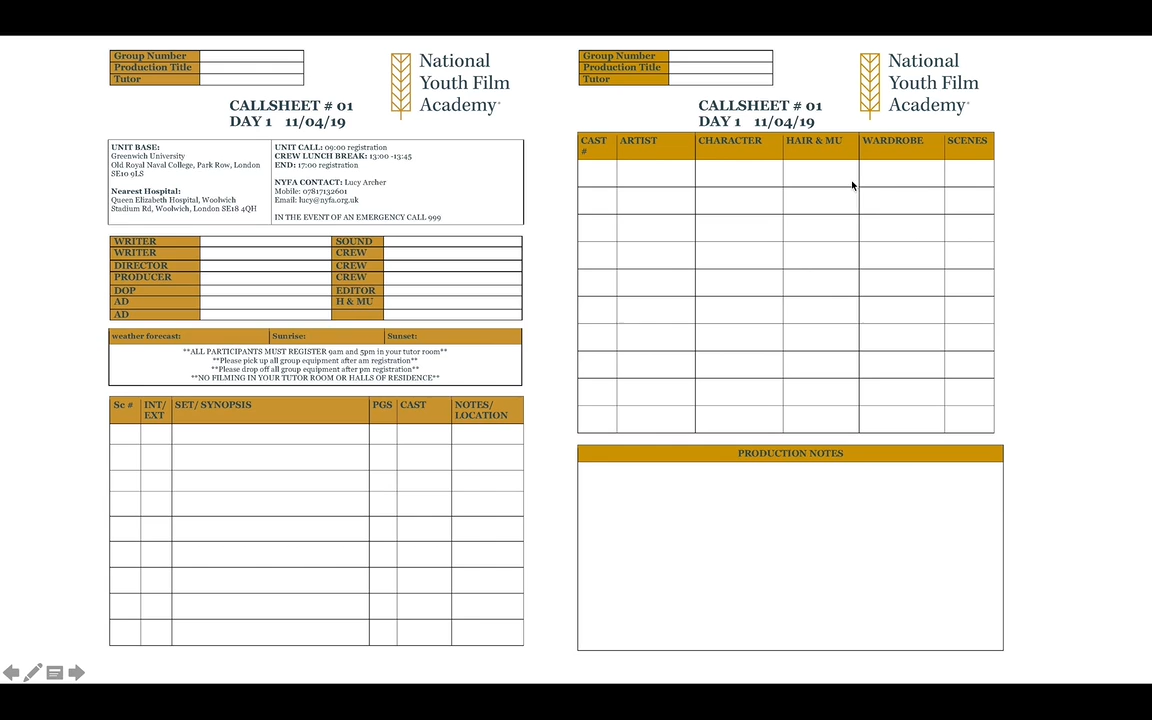 Group Number
Production Title
Tutor
National
Youth Film
Academy
CALLSHEET # 01
DAY 1 11/04/19
UNIT BASE:
Greenwich University
Old Royal Naval College, Park Row, London
SE10 9LS
Nearest Hospital:
Queen Elizabeth Hospital, Woolwich
Stadium Rd, Woolwich, London SE18 4QH
UNIT CALL: 09:00 registration
CREW LUNCH BREAK: 13:00 -13:45
END: 17:00 registration
NYFA CONTACT: Lucy Archer
Mobile: 07817132601
Email: lucy@nyfa.org.uk
IN THE EVENT OF AN EMERGENCY CALL 999
WRITER SOUND
WRITER CREW
DIRECTOR CREW
PRODUCER CREW
DOP EDITOR
AD H & MU
AD
weather forecast: Sunrise: Sunset:
**ALL PARTICIPANTS MUST REGISTER 9am and 5pm in your tutor room**
**Please pick up all group equipment after am registration**
**Please drop off all group equipment after pm registration**
**NO FILMING IN YOUR TUTOR ROOM OR HALLS OF RESIDENCE**
Sc # INT/ SET/ SYNOPSIS PGS CAST NOTES/
EXT LOCATION
Group Number
Production Title
Tutor
National
Youth Film
Academy
CALLSHEET # 01
DAY 1 11/04/19
CAST ARTIST CHARACTER HAIR & MU WARDROBE SCENES
#
PRODUCTION NOTES